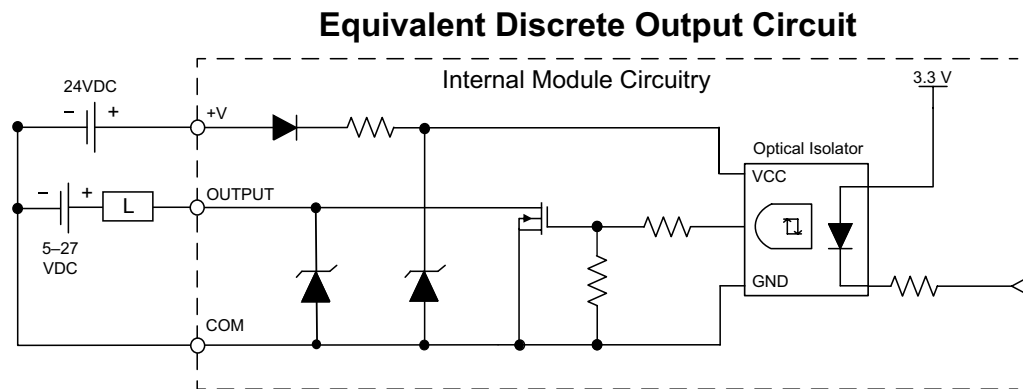 Equivalent Discrete Output Circuit
Internal Module Circuitry
24VDC
3.3 V
– +
+V
Optical Isolator
VCC
– +
L
OUTPUT
5–27
VDC
GND
COM